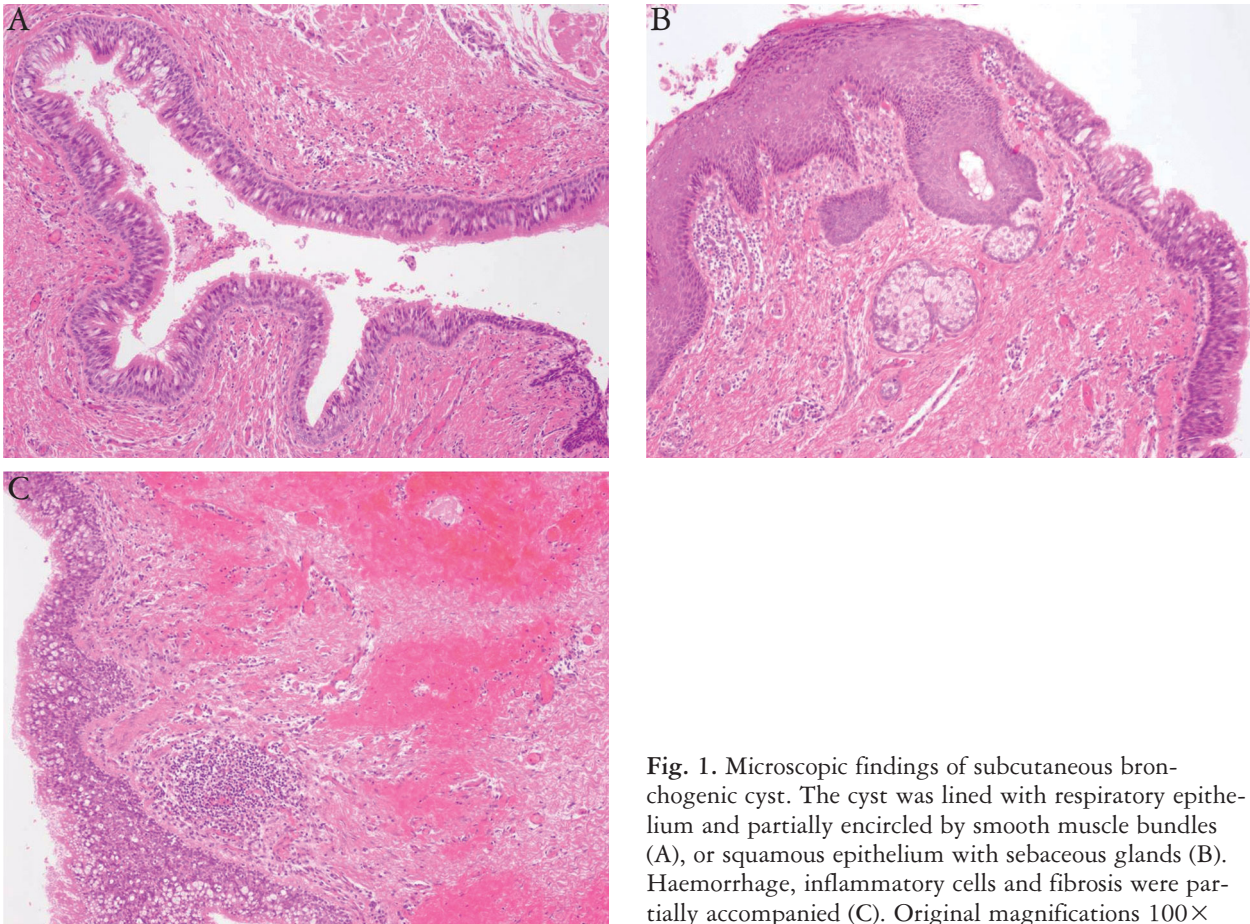 A
B
C
Fig. 1. Microscopic findings of subcutaneous bron-
chogenic cyst. The cyst was lined with respiratory epithe-
lium and partially encircled by smooth muscle bundles
(A), or squamous epithelium with sebaceous glands (B).
Haemorrhage, inflammatory cells and fibrosis were par-
tially accompanied (C). Original magnifications 100×